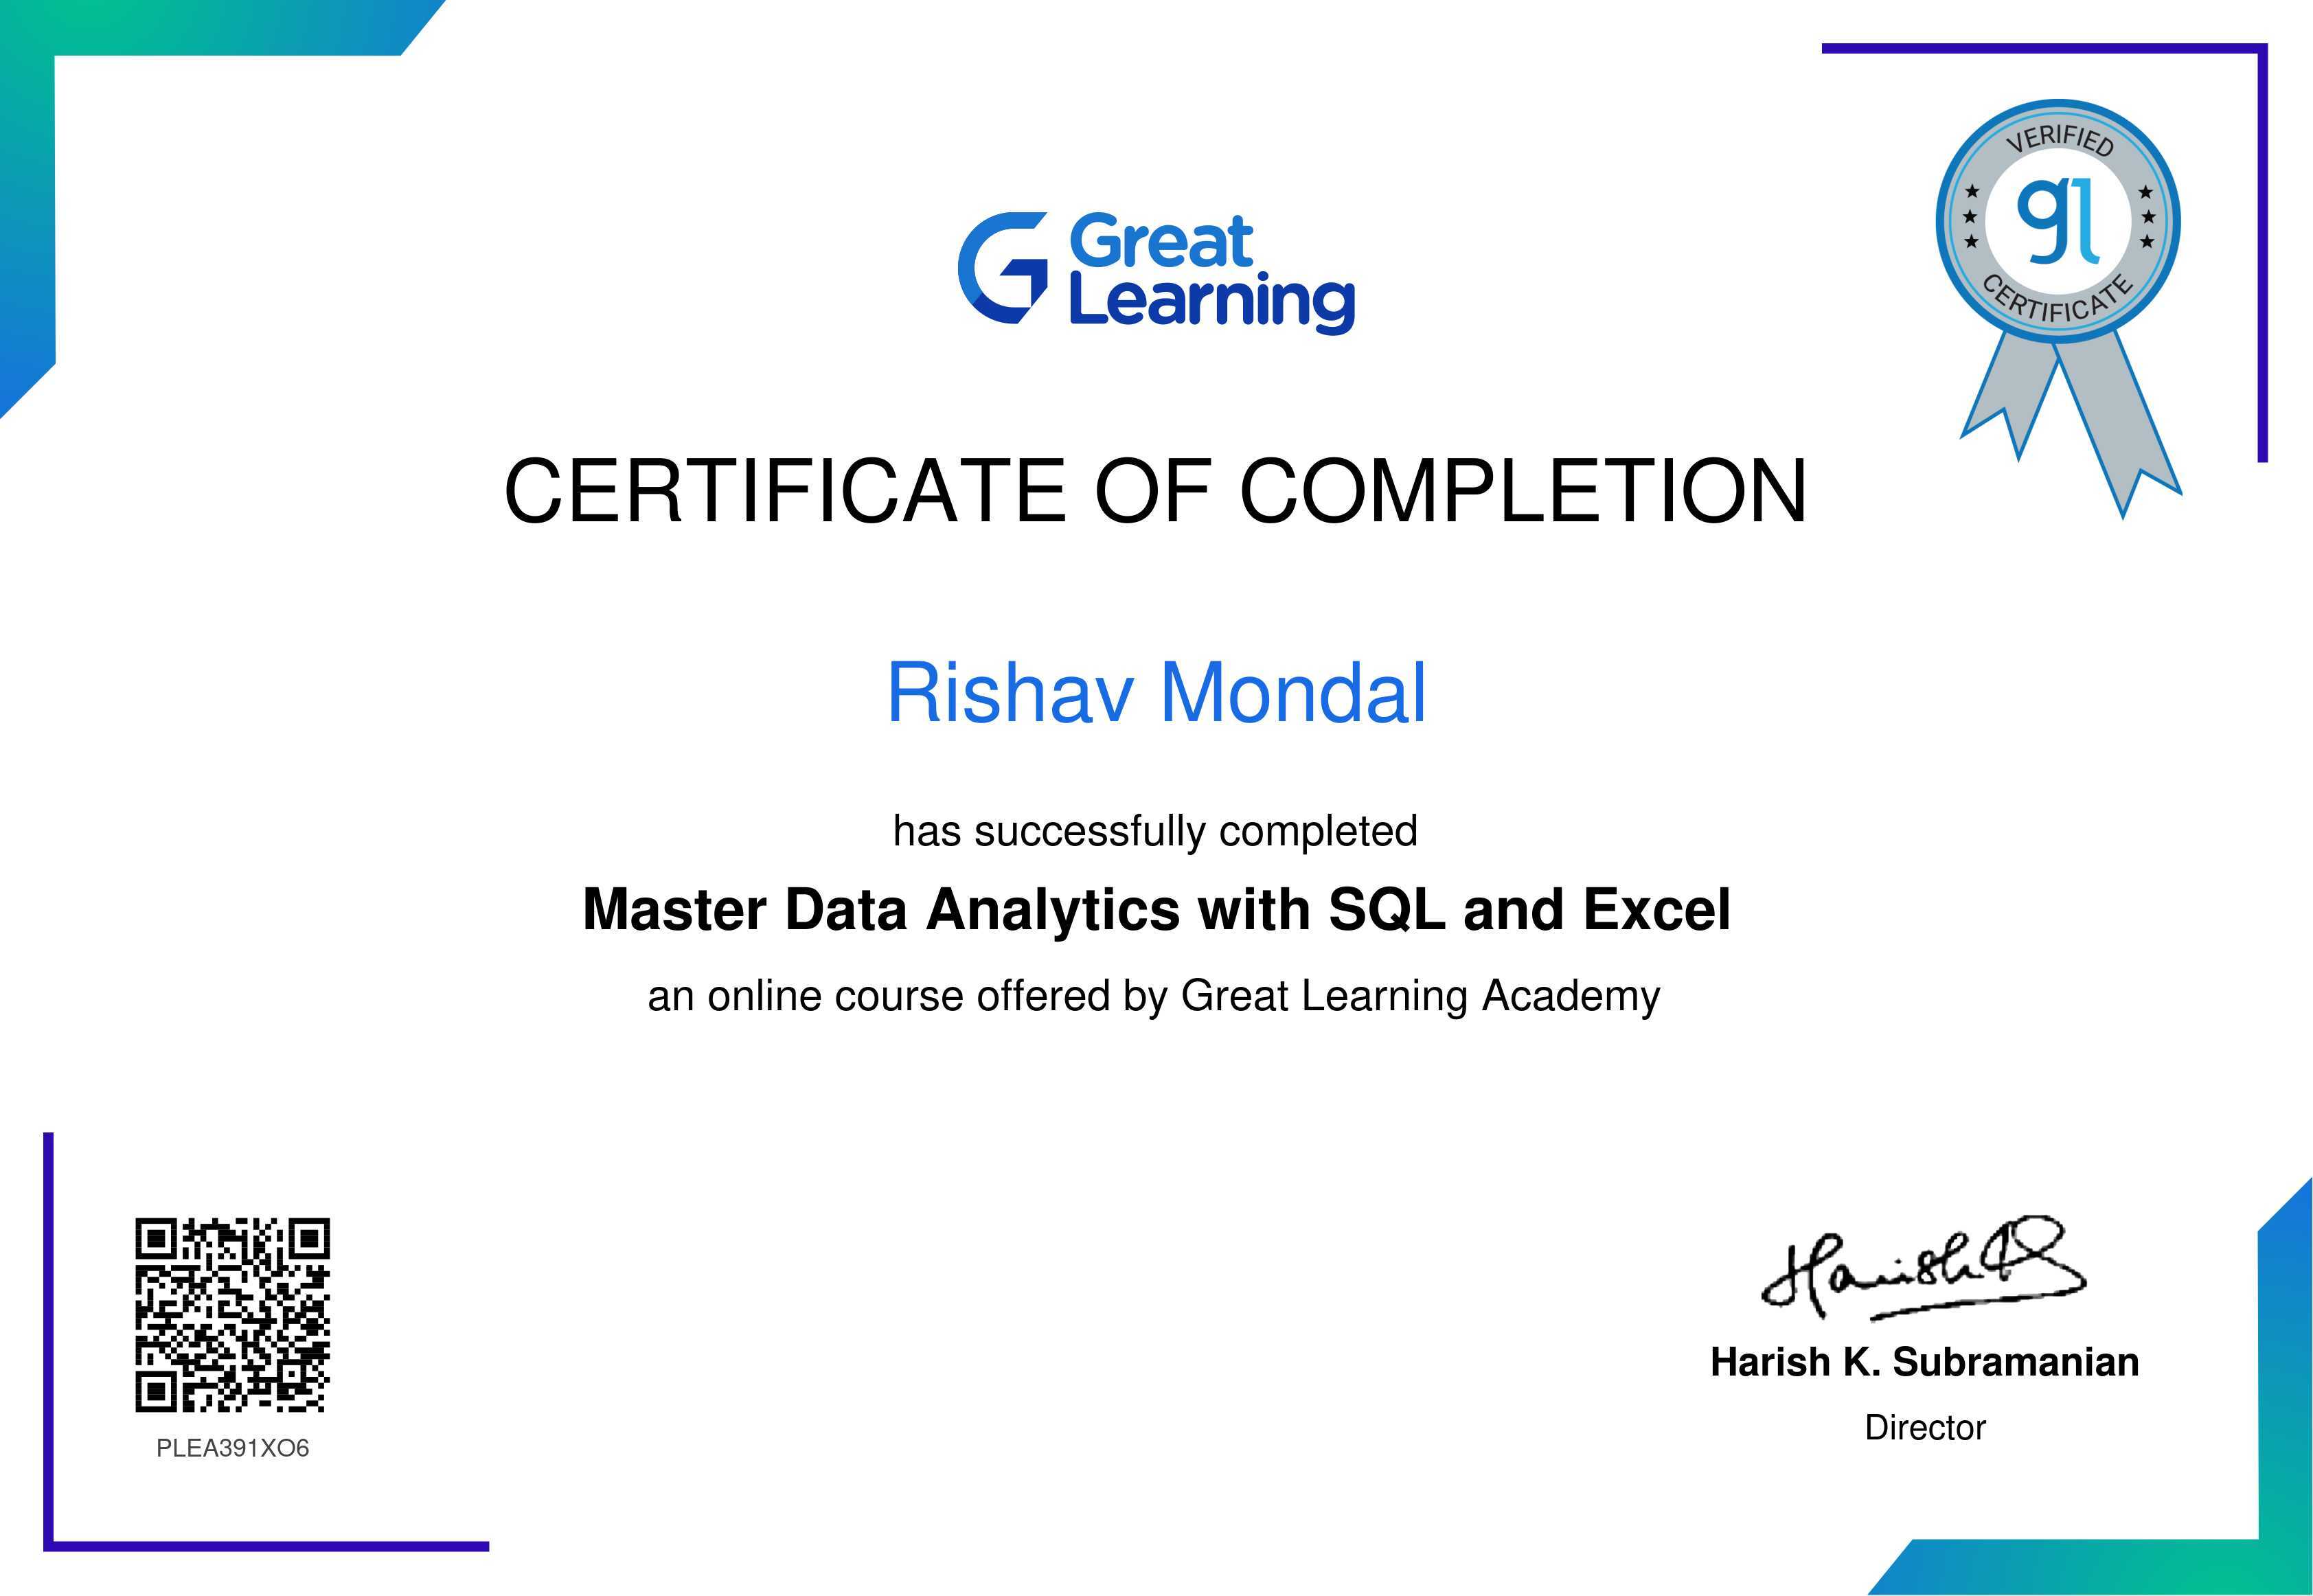 Great
Learning
VERIFIED
gl
CERTIFICATE
CERTIFICATE OF COMPLETION
Rishav Mondal
has successfully completed
Master Data Analytics with SQL and Excel
an online course offered by Great Learning Academy
PLEA391XO6
Harish K. Subramanian
Director